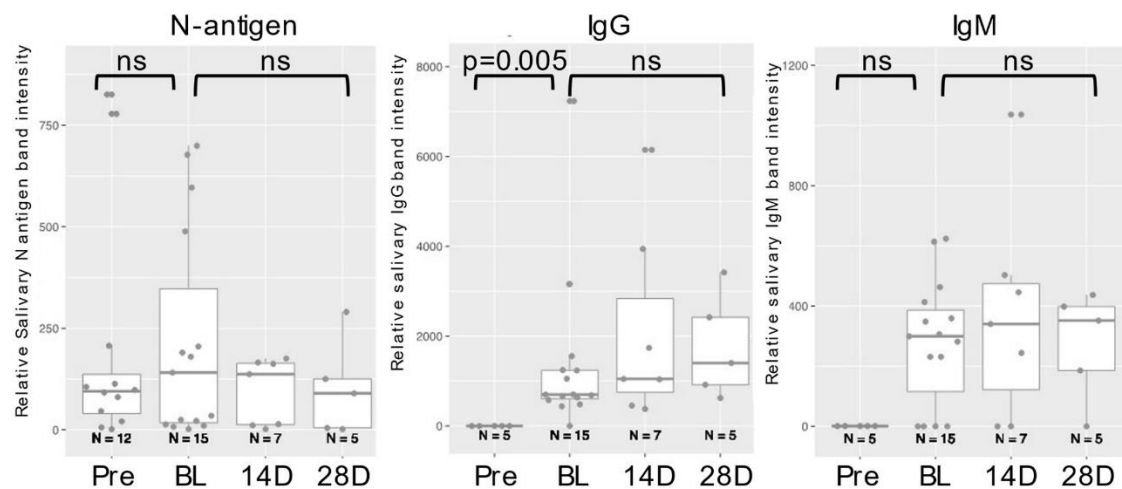 N-antigen
Relative Salivary N antigen band intensity
ns
ns
750
500
250
0
N = 12
N = 15
N = 7
N = 5
Pre
BL
14D
28D
IgG
Relative salivary IgG band intensity
p=0.005
ns
8000
6000
4000
2000
0
N = 5
N = 15
N = 7
N = 5
Pre
BL
14D
28D
IgM
Relative salivary IgM band intensity
ns
ns
1200
800
400
0
N = 5
N = 15
N = 7
N = 5
Pre
BL
14D
28D